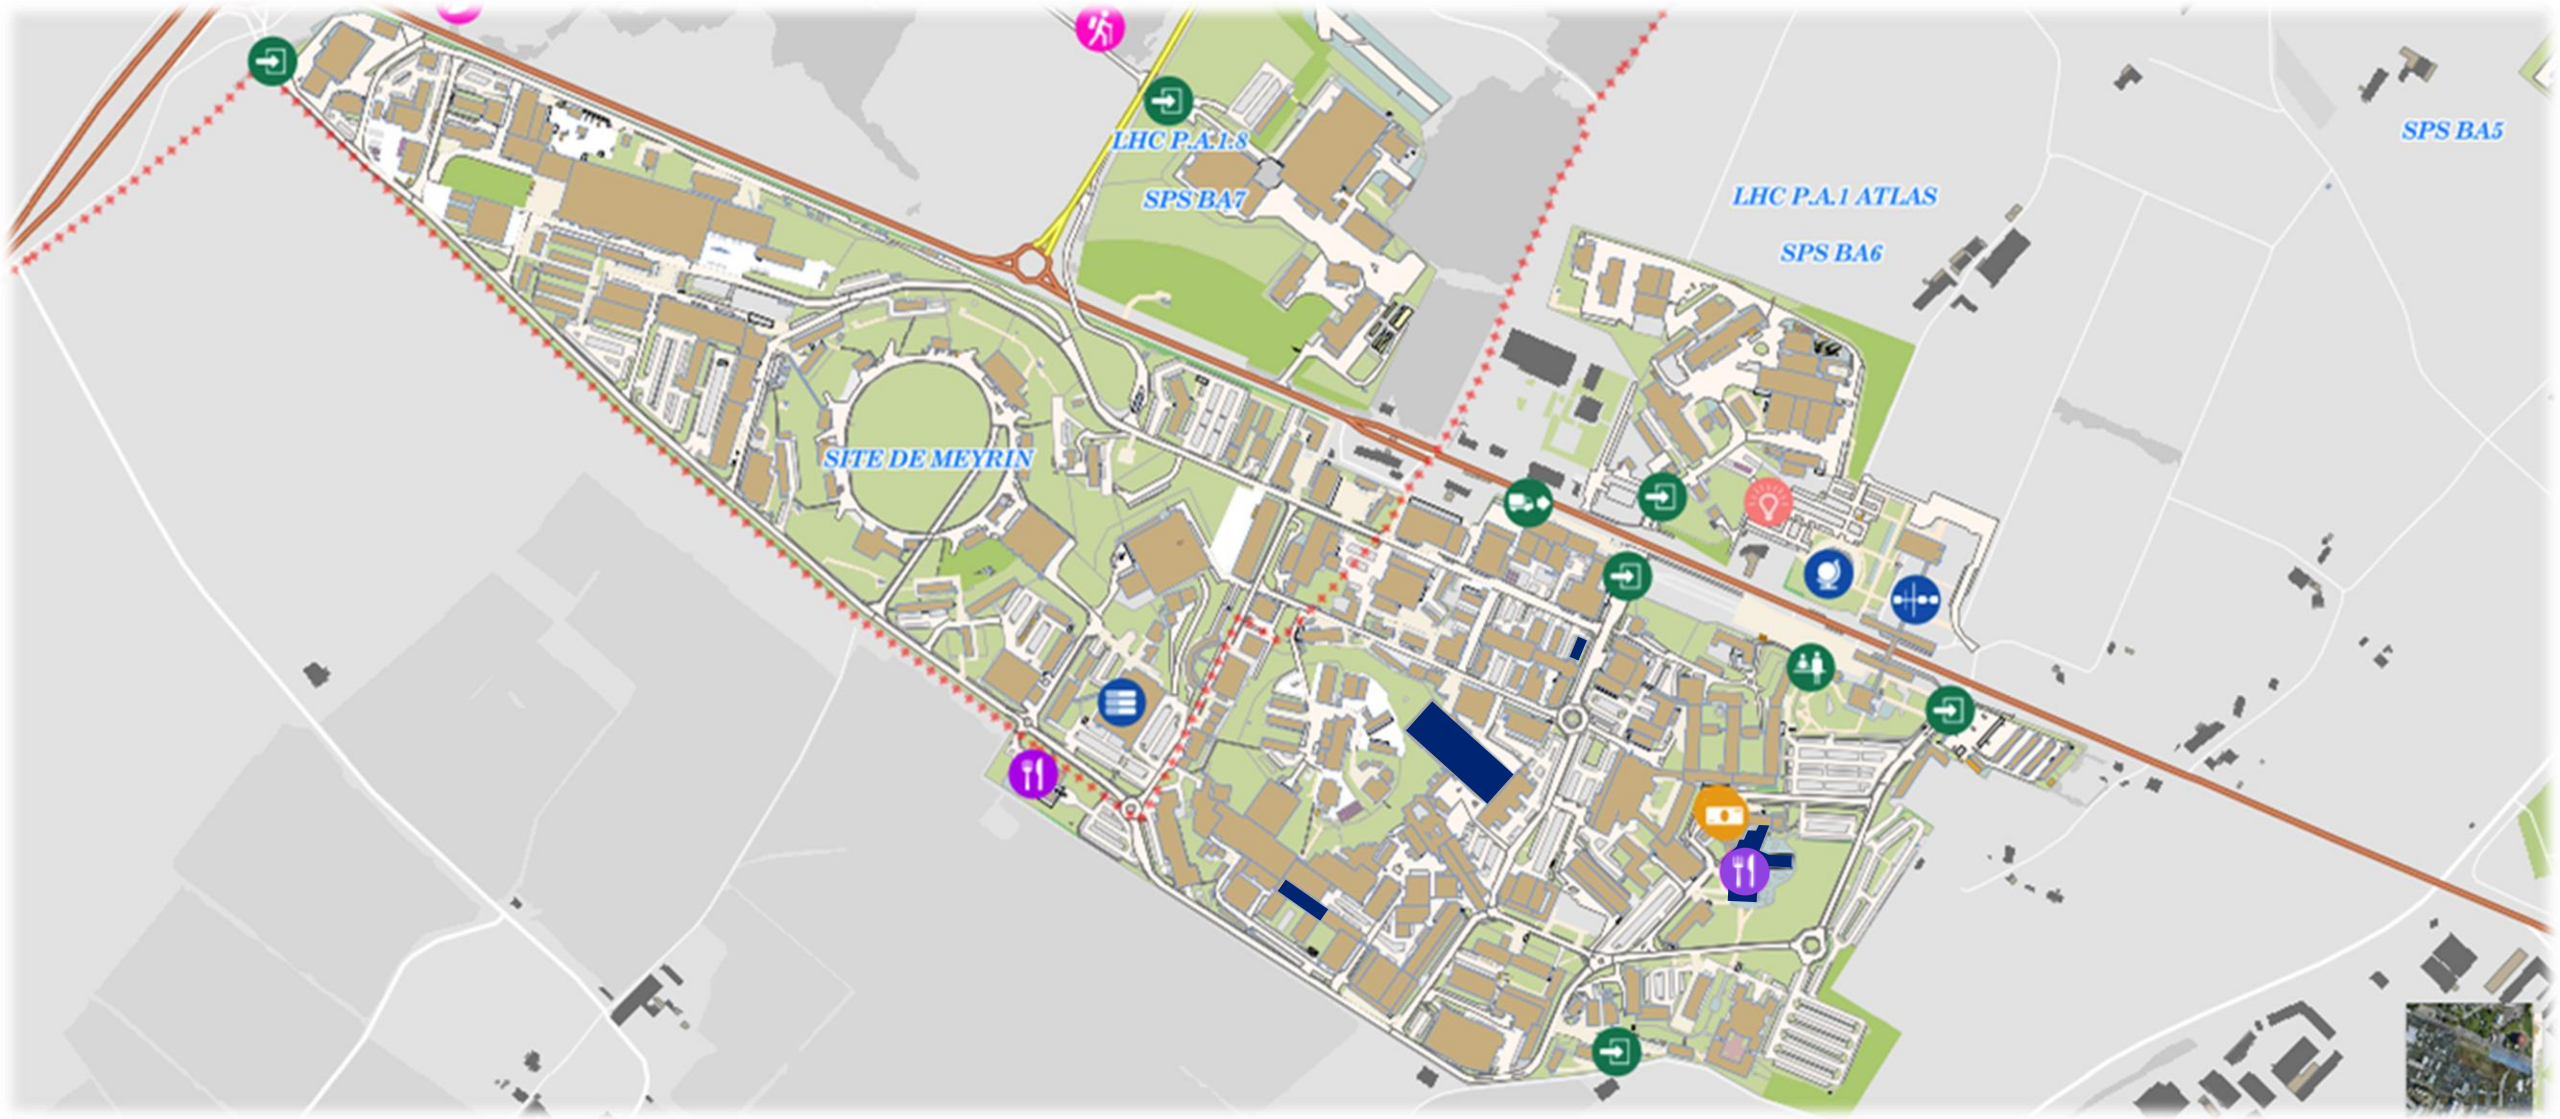 LHC P.A.1.8
SPS BA7
LHC P.A.1 ATLAS
SPS BA6
SPS BA5
SITE DE MEYRIN